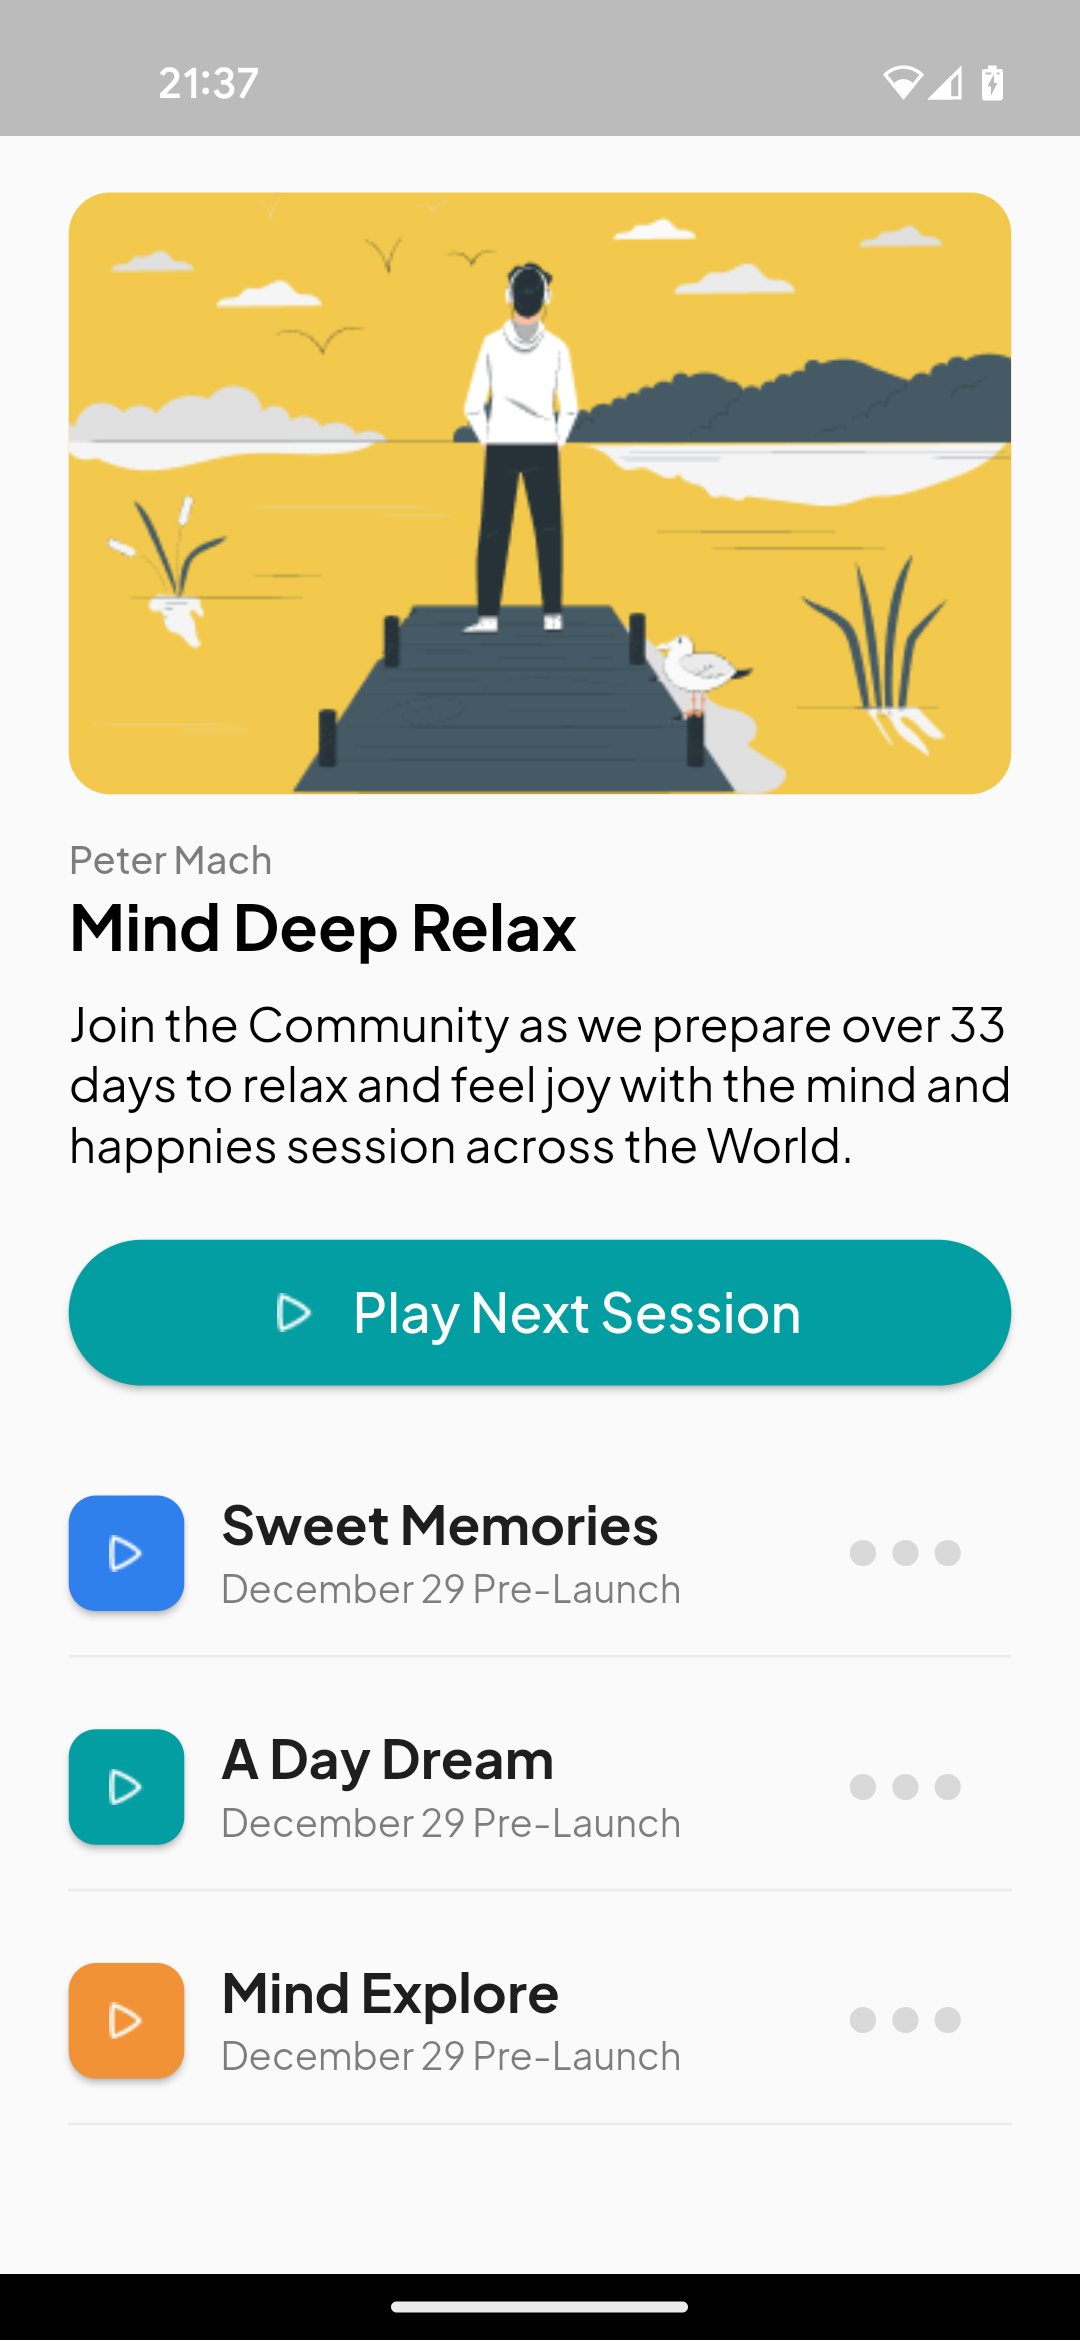 21:37
Peter Mach
Mind Deep Relax
Join the Community as we prepare over 33
days to relax and feel joy with the mind and
happnies session across the World.
Play Next Session
Sweet Memories
December 29 Pre-Launch
A Day Dream
December 29 Pre-Launch
Mind Explore
December 29 Pre-Launch